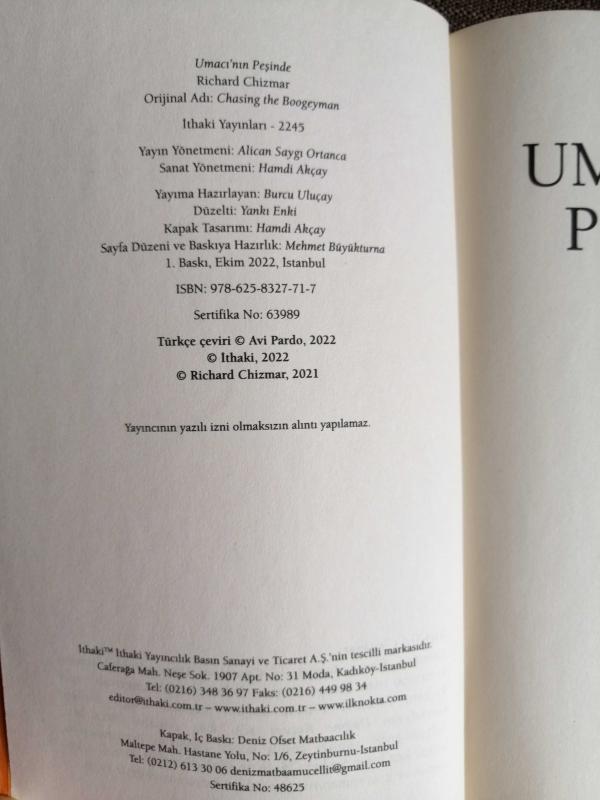 Umacı'nın Peşinde
Richard Chizmar
Orijinal Adı: Chasing the Boogeyman
İthaki Yayınları - 2245
Yayın Yönetmeni: Alican Saygı Ortanca
Sanat Yönetmeni: Hamdi Akçay
Yayıma Hazırlayan: Burcu Uluçay
Düzelti: Yankı Enki
Kapak Tasarımı: Hamdi Akçay
Sayfa Düzeni ve Baskıya Hazırlık: Mehmet Büyükturna
1. Baskı, Ekim 2022, İstanbul
ISBN: 978-625-8327-71-7
Sertifika No: 63989
Türkçe çeviri © Avi Pardo, 2022
© İthaki, 2022
© Richard Chizmar, 2021
Yayıncının yazılı izni olmaksızın alıntı yapılamaz.
İthaki™ İthaki Yayıncılık Basın Sanayi ve Ticaret A.Ş.'nin tescilli markasıdır.
Caferağa Mah. Neşe Sok. 1907 Apt. No: 31 Moda, Kadıköy-İstanbul
Tel: (0216) 348 36 97 Faks: (0216) 449 98 34
editor@ithaki.com.tr – www.ithaki.com.tr – www.ilknokta.com
Kapak, İç Baskı: Deniz Ofset Matbaacılık
Maltepe Mah. Hastane Yolu, No: 1/6, Zeytinburnu-İstanbul
Tel: (0212) 613 30 06 denizmatbaamucellit@gmail.com
Sertifika No: 48625
UM
P